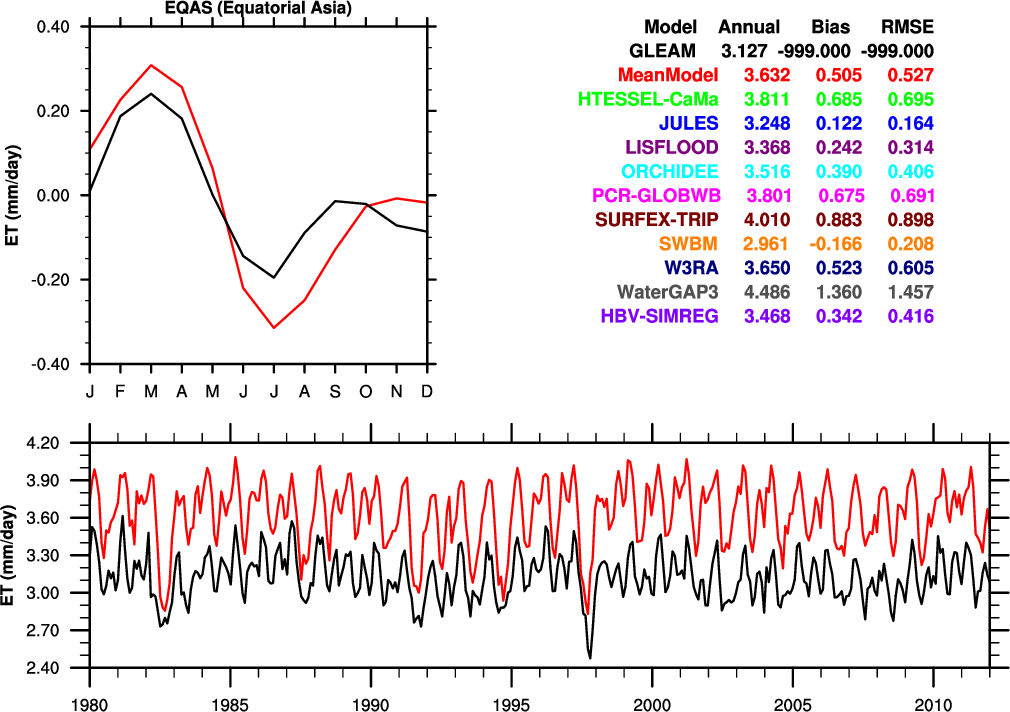 EQAS (Equatorial Asia)
0.40
0.20
0.00
-0.20
-0.40
ET (mm/day)
J F M A M J J A S O N D
Model Annual Bias RMSE
GLEAM 3.127 -999.000 -999.000
MeanModel 3.632 0.505 0.527
HTESSEL-CaMa 3.811 0.685 0.695
JULES 3.248 0.122 0.164
LISFLOOD 3.368 0.242 0.314
ORCHIDEE 3.516 0.390 0.406
PCR-GLOBWB 3.801 0.675 0.691
SURFEX-TRIP 4.010 0.883 0.898
SWBM 2.961 -0.166 0.208
W3RA 3.650 0.523 0.605
WaterGAP3 4.486 1.360 1.457
HBV-SIMREG 3.468 0.342 0.416
4.20
3.90
3.60
3.30
3.00
2.70
2.40
ET (mm/day)
1980 1985 1990 1995 2000 2005 2010